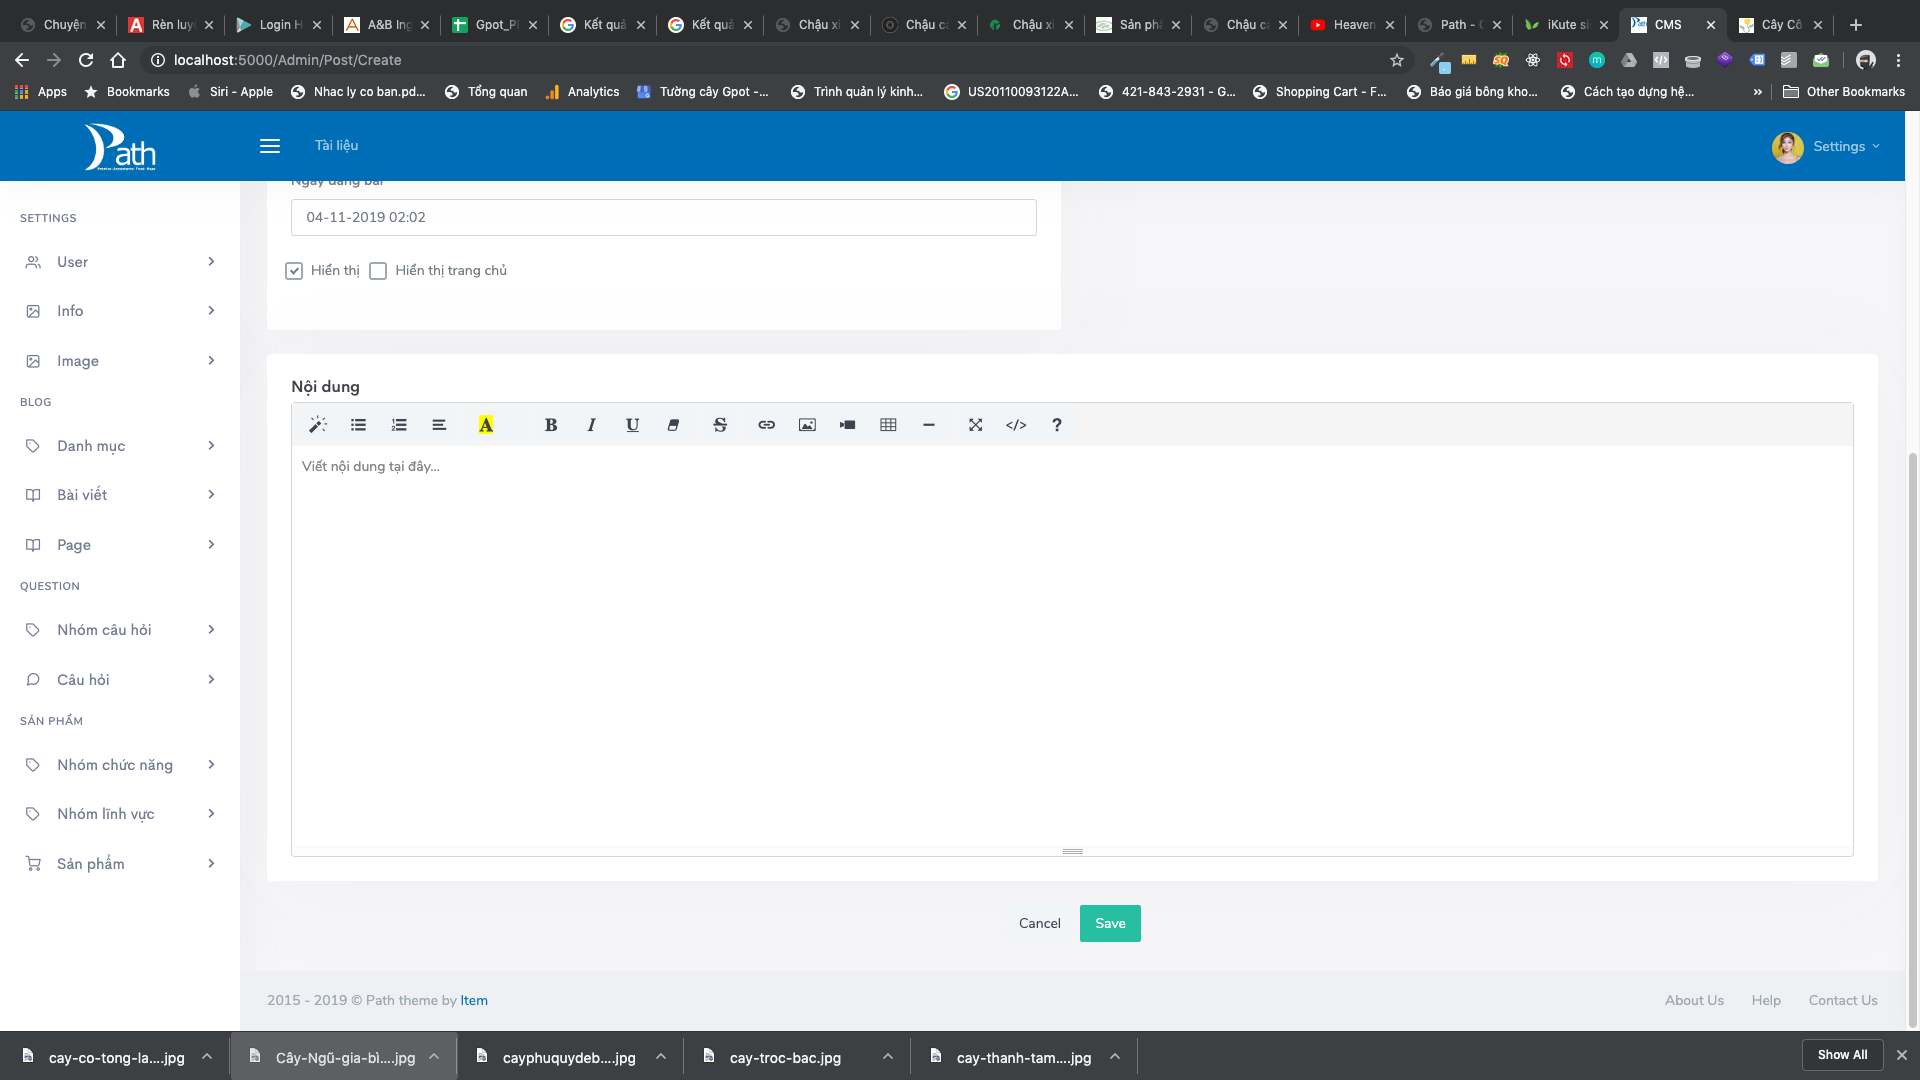 Chuyện
Rèn luy
Login H
A&B Ing
Gpot_Pl
Kết quả
Kết quả
Chậu xi
Chậu cả
Chậu xi
Sản phẩ
Chậu cả
Heaven
Path - C
iKute siê
CMS
Cây Cô
localhost:5000/Admin/Post/Create
Apps
Bookmarks
Siri - Apple
Nhac ly co ban.pd...
Tổng quan
Analytics
Tường cây Gpot -...
Trình quản lý kinh...
US20110093122A...
421-843-2931 - G...
Shopping Cart - F...
Báo giá bông kho...
Cách tạo dựng hệ...
» Other Bookmarks
Path
Tài liệu
Settings
Ngày đăng bài
04-11-2019 02:02
Hiển thị
Hiển thị trang chủ
SETTINGS
User
Info
Image
BLOG
Danh mục
Bài viết
Page
QUESTION
Nhóm câu hỏi
Câu hỏi
SẢN PHẨM
Nhóm chức năng
Nhóm lĩnh vực
Sản phẩm
Nội dung
A
B I U S </> ?
Viết nội dung tại đây...
Cancel
Save
2015 - 2019 © Path theme by Item
About Us
Help
Contact Us
cay-co-tong-la....jpg
Cây-Ngũ-gia-bì....jpg
cayphuquydeb....jpg
cay-troc-bac.jpg
cay-thanh-tam....jpg
Show All